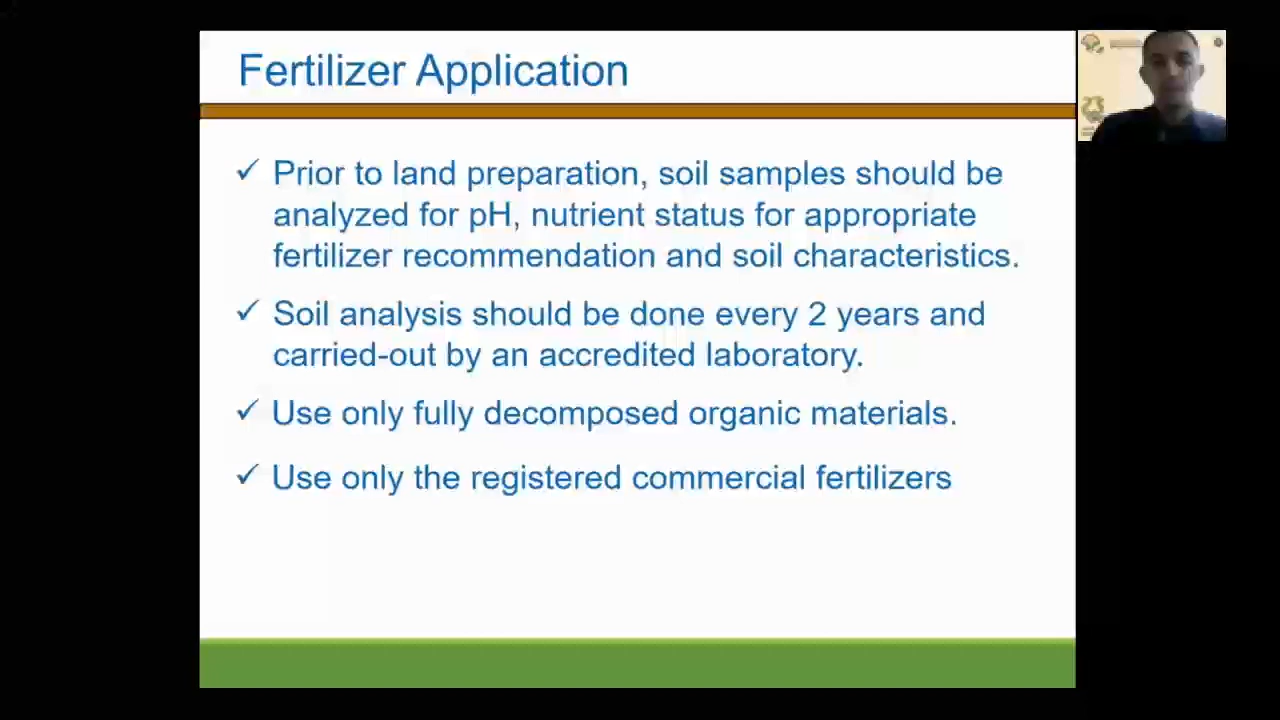 Fertilizer Application
✓ Prior to land preparation, soil samples should be
analyzed for pH, nutrient status for appropriate
fertilizer recommendation and soil characteristics.
✓ Soil analysis should be done every 2 years and
carried-out by an accredited laboratory.
✓ Use only fully decomposed organic materials.
✓ Use only the registered commercial fertilizers